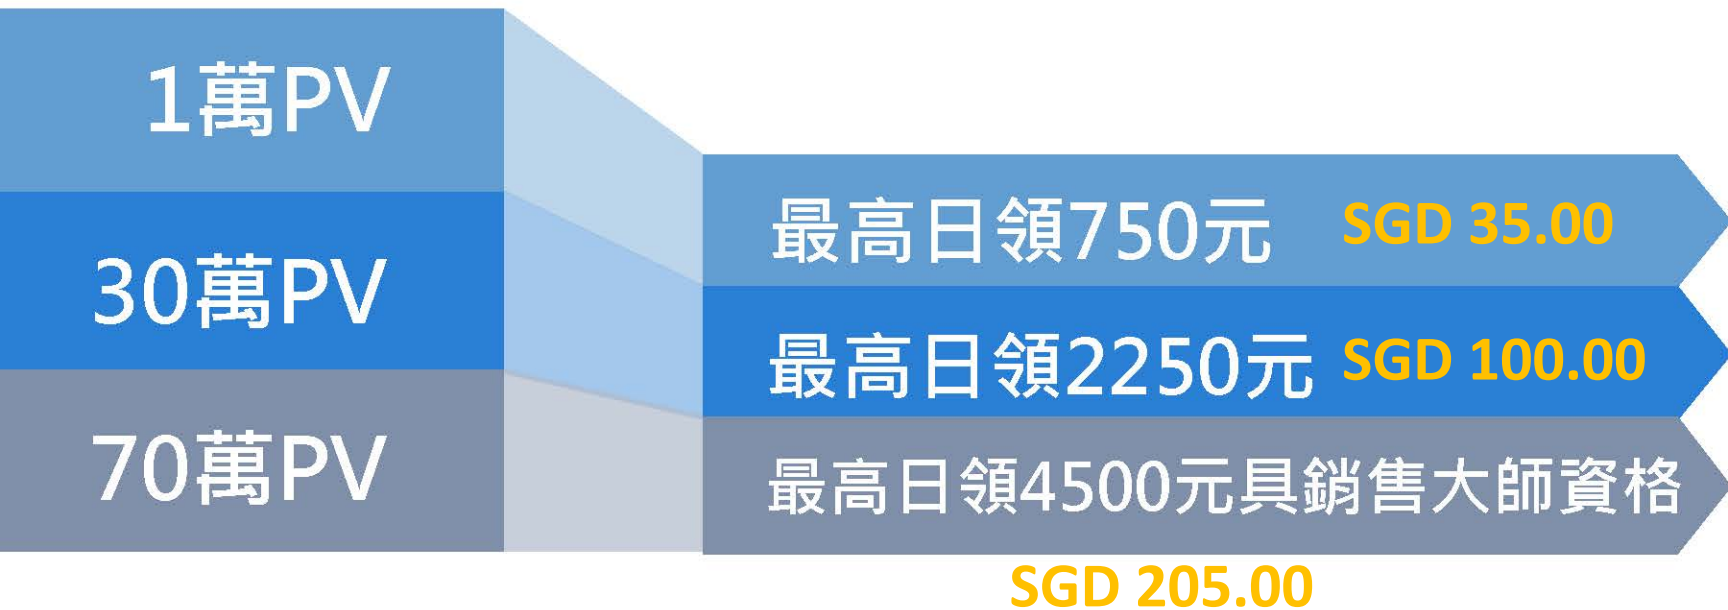 1萬PV
最高日領750元 SGD 35.00
30萬PV
最高日領2250元 SGD 100.00
70萬PV
最高日領4500元具銷售大師資格
SGD 205.00